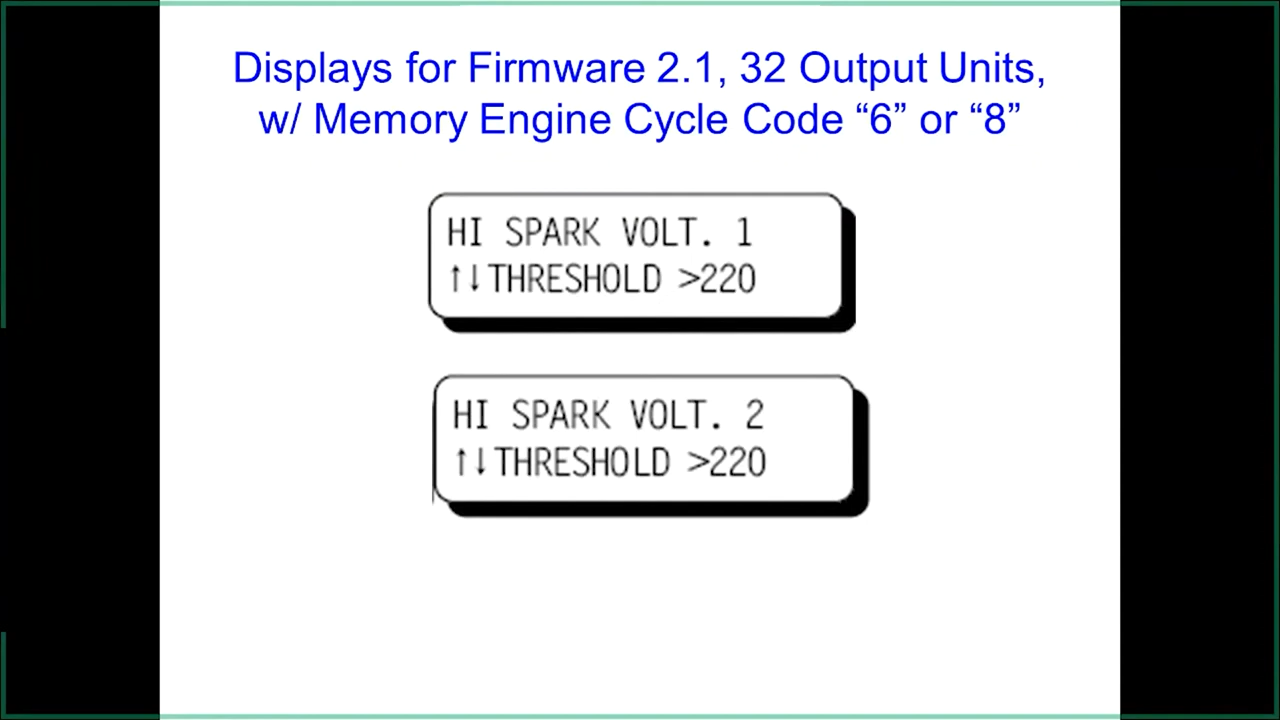 Displays for Firmware 2.1, 32 Output Units,
w/ Memory Engine Cycle Code “6” or “8”
HI SPARK VOLT. 1
↑↓THRESHOLD >220
HI SPARK VOLT. 2
↑↓THRESHOLD >220